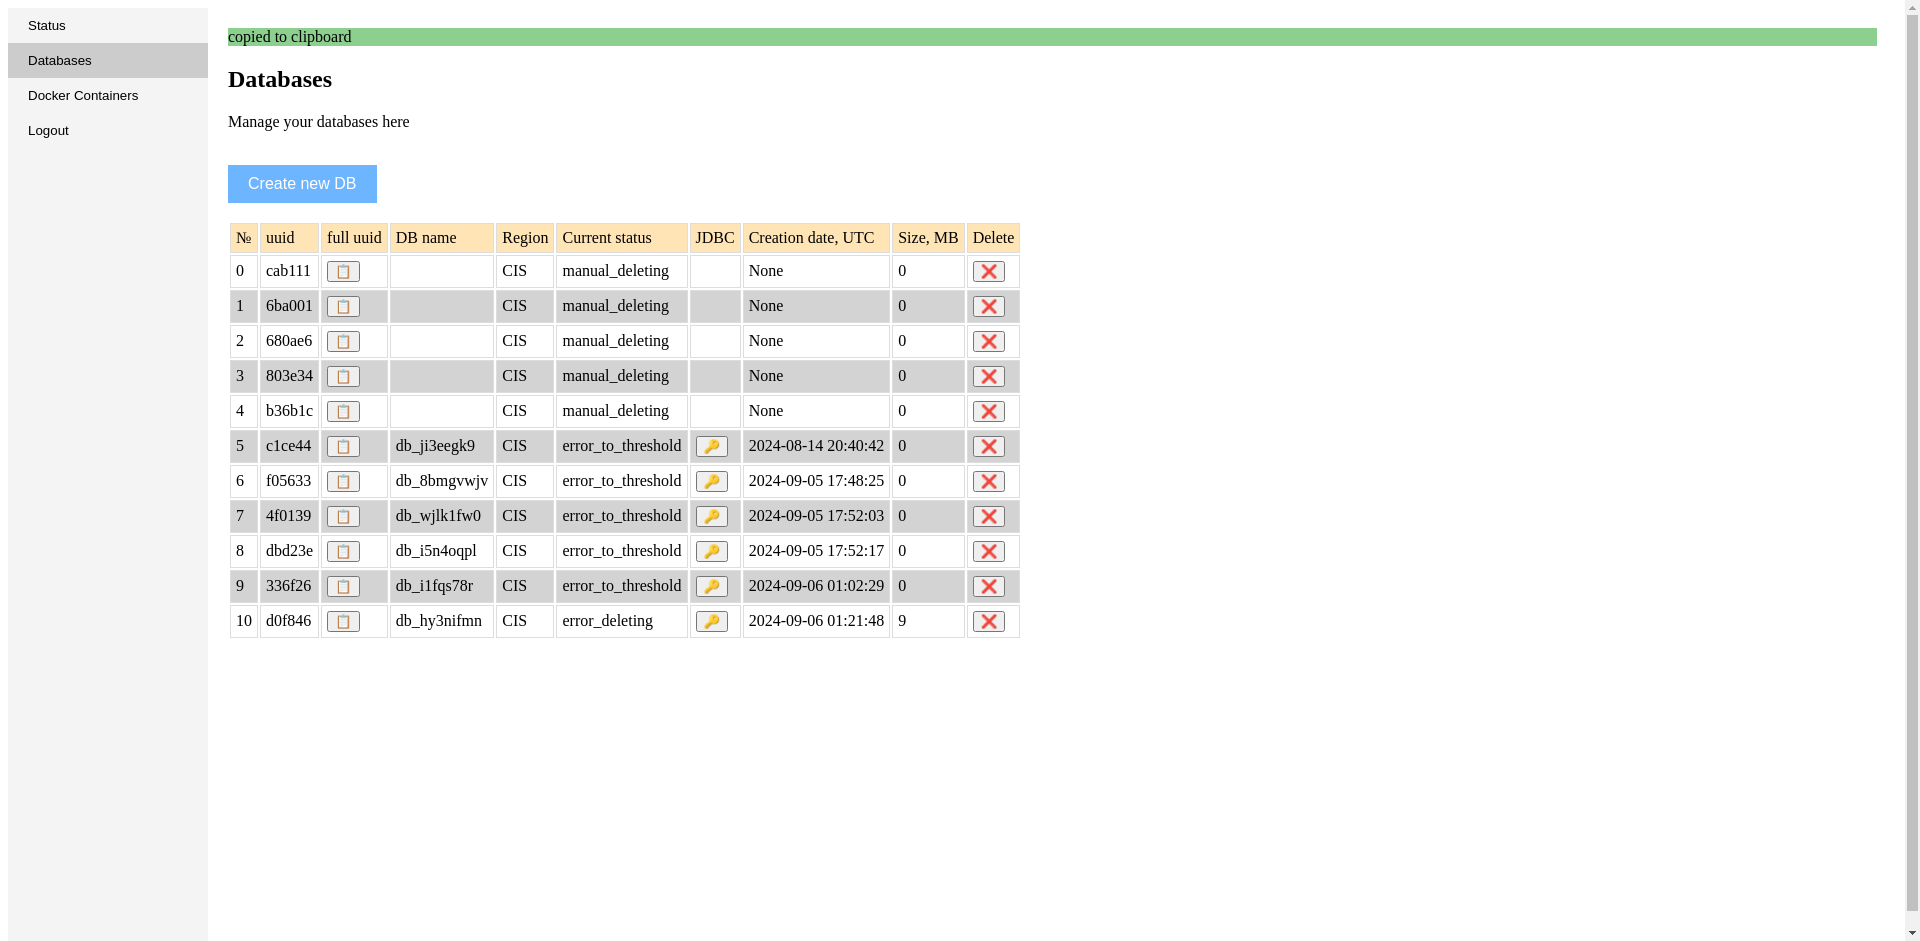 Status
Databases
Docker Containers
Logout
copied to clipboard
Databases
Manage your databases here
Create new DB
№ uuid full uuid DB name Region Current status JDBC Creation date, UTC Size, MB Delete
0 cab111 CIS manual_deleting None 0
1 6ba001 CIS manual_deleting None 0
2 680ae6 CIS manual_deleting None 0
3 803e34 CIS manual_deleting None 0
4 b36b1c CIS manual_deleting None 0
5 c1ce44 db_ji3eegk9 CIS error_to_threshold 2024-08-14 20:40:42 0
6 f05633 db_8bmgvwjv CIS error_to_threshold 2024-09-05 17:48:25 0
7 4f0139 db_wjlk1fw0 CIS error_to_threshold 2024-09-05 17:52:03 0
8 dbd23e db_i5n4oqpl CIS error_to_threshold 2024-09-05 17:52:17 0
9 336f26 db_i1fqs78r CIS error_to_threshold 2024-09-06 01:02:29 0
10 d0f846 db_hy3nifmn CIS error_deleting 2024-09-06 01:21:48 9